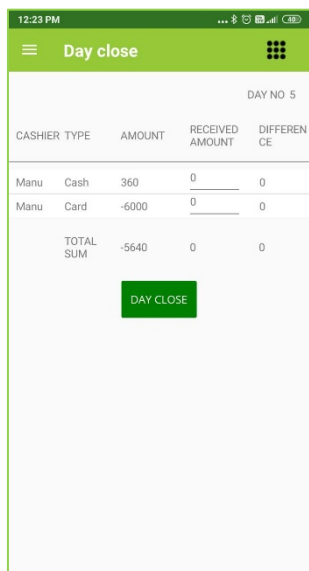 12:23 PM ... 40
Day close
DAY NO 5
CASHIER TYPE AMOUNT RECEIVED AMOUNT DIFFEREN CE
Manu Cash 360 0 0
Manu Card -6000 0 0
TOTAL SUM -5640 0 0
DAY CLOSE